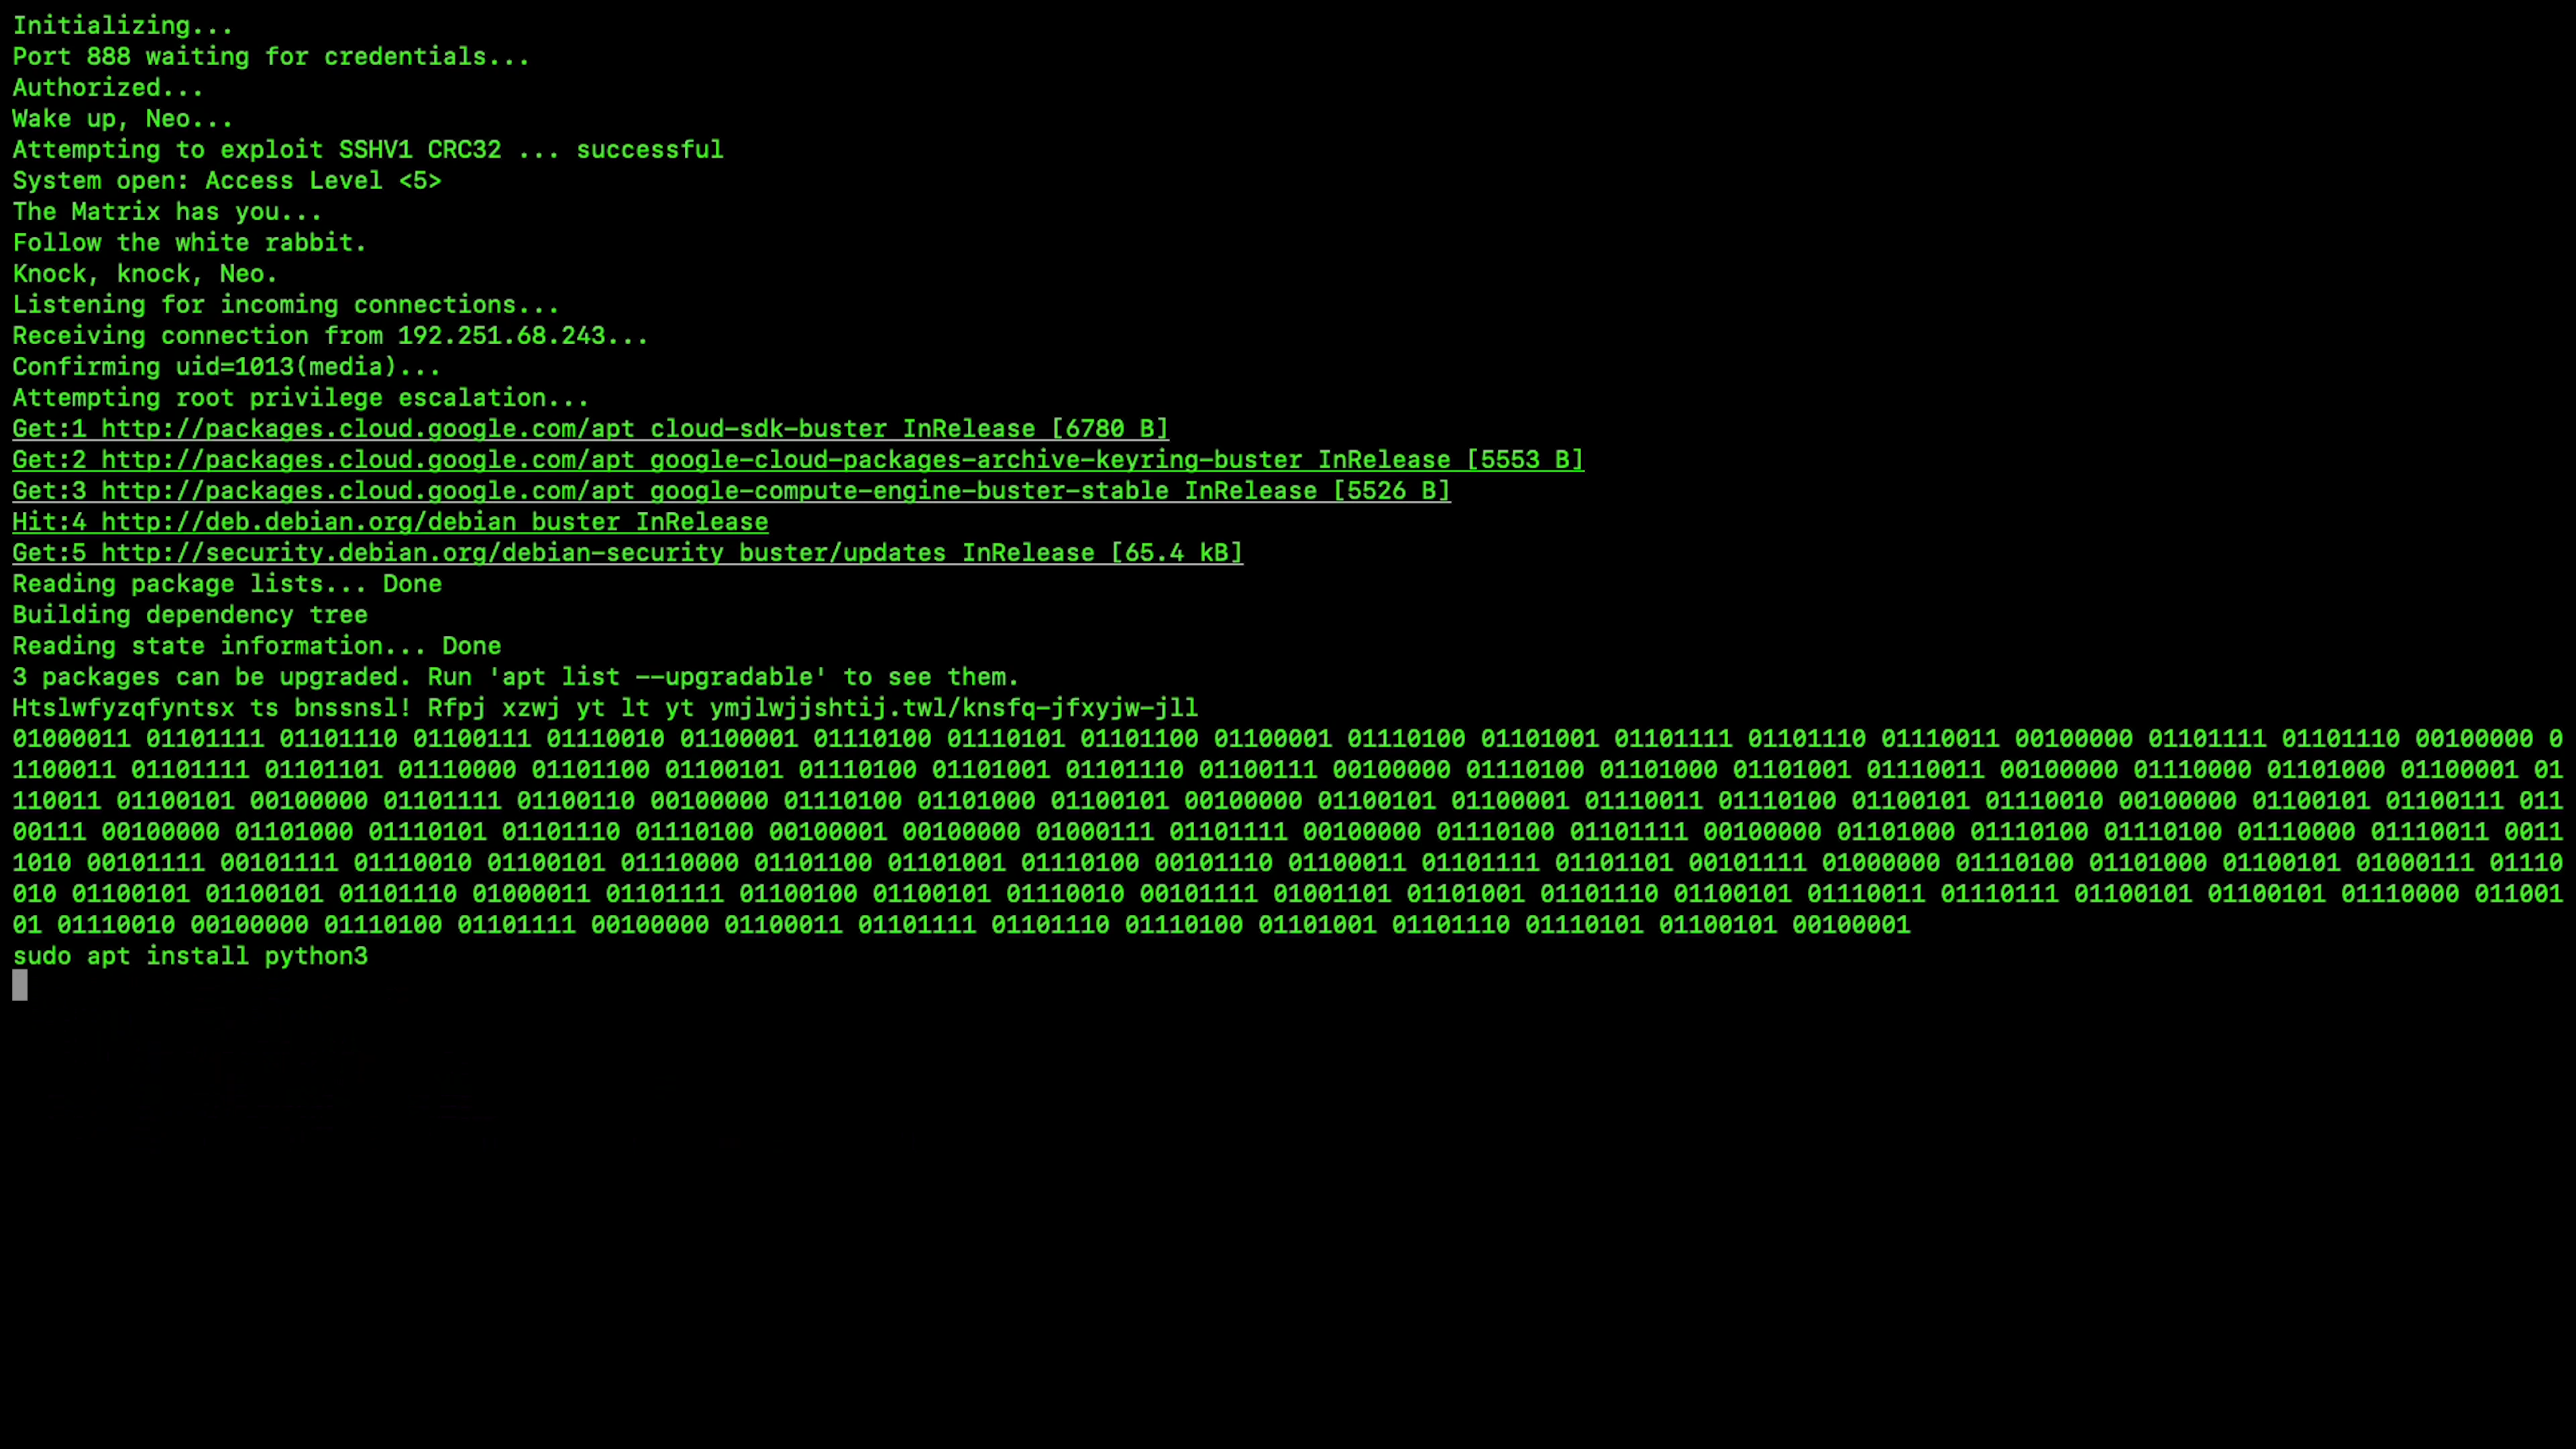 Initializing...
Port 888 waiting for credentials...
Authorized...
Wake up, Neo...
Attempting to exploit SSHV1 CRC32 ... successful
System open: Access Level <5>
The Matrix has you...
Follow the white rabbit.
Knock, knock, Neo.
Listening for incoming connections...
Receiving connection from 192.251.68.243...
Confirming uid=1013(media)...
Attempting root privilege escalation...
Get:1 http://packages.cloud.google.com/apt cloud-sdk-buster InRelease [6780 B]
Get:2 http://packages.cloud.google.com/apt google-cloud-packages-archive-keyring-buster InRelease [5553 B]
Get:3 http://packages.cloud.google.com/apt google-compute-engine-buster-stable InRelease [5526 B]
Hit:4 http://deb.debian.org/debian buster InRelease
Get:5 http://security.debian.org/debian-security buster/updates InRelease [65.4 kB]
Reading package lists... Done
Building dependency tree
Reading state information... Done
3 packages can be upgraded. Run 'apt list --upgradable' to see them.
Htslwfyzqfyntsx ts bnssnsl! Rfpj xzwj yt lt yt ymjlwjjshtij.twl/knsfq-jfxyjw-jll
01000011 01101111 01101110 01100111 01110010 01100001 01110100 01110101 01101100 01100001 01110100 01101001 01101111 01101110 01110011 00100000 01101111 01101110 00100000 0
1100011 01101111 01101101 01110000 01101100 01100101 01110100 01101001 01101110 01100111 00100000 01110100 01101000 01101001 01110011 00100000 01110000 01101000 01100001 01
110011 01100101 00100000 01101111 01100110 00100000 01110100 01101000 01100101 00100000 01100101 01100001 01110011 01110100 01100101 01110010 00100000 01100101 01100111 011
00111 00100000 01101000 01110101 01101110 01110100 00100001 00100000 01000111 01101111 00100000 01110100 01101111 00100000 01101000 01110100 01110100 01110000 01110011 0011
1010 00101111 00101111 01110010 01100101 01110000 01101100 01101001 01110100 00101110 01100011 01101111 01101101 00101111 01000000 01110100 01101000 01100101 01000111 01110
010 01100101 01100101 01101110 01000011 01101111 01100100 01100101 01110010 00101111 01001101 01101001 01101110 01100101 01110011 01110111 01100101 01100101 01110000 011001
01 01110010 00100000 01110100 01101111 00100000 01100011 01101111 01101110 01110100 01101001 01101110 01110101 01100101 00100001
sudo apt install python3